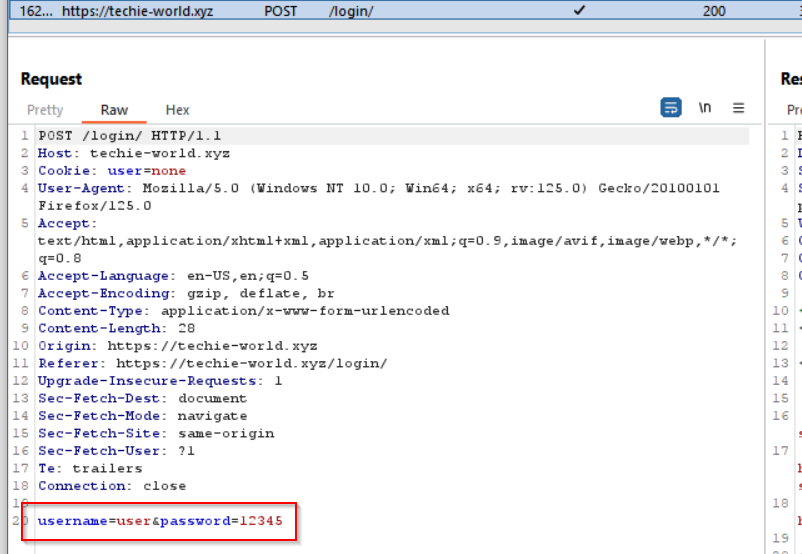 162... https://techie-world.xyz POST /login/ ✓ 200
Request
Re
Pretty Raw Hex \n ☰
Pr
1 POST /login/ HTTP/1.1
2 Host: techie-world.xyz
3 Cookie: user=none
4 User-Agent: Mozilla/5.0 (Windows NT 10.0; Win64; x64; rv:125.0) Gecko/20100101
Firefox/125.0
5 Accept:
text/html,application/xhtml+xml,application/xml;q=0.9,image/avif,image/webp,*/*;
q=0.8
6 Accept-Language: en-US,en;q=0.5
7 Accept-Encoding: gzip, deflate, br
8 Content-Type: application/x-www-form-urlencoded
9 Content-Length: 28
10 Origin: https://techie-world.xyz
11 Referer: https://techie-world.xyz/login/
12 Upgrade-Insecure-Requests: 1
13 Sec-Fetch-Dest: document
14 Sec-Fetch-Mode: navigate
15 Sec-Fetch-Site: same-origin
16 Sec-Fetch-User: ?1
17 Te: trailers
18 Connection: close
19
20 username=user&password=12345
1
2
3
4
5
6
7
8
9
10
11
12
13
14
15
16
17
18
19